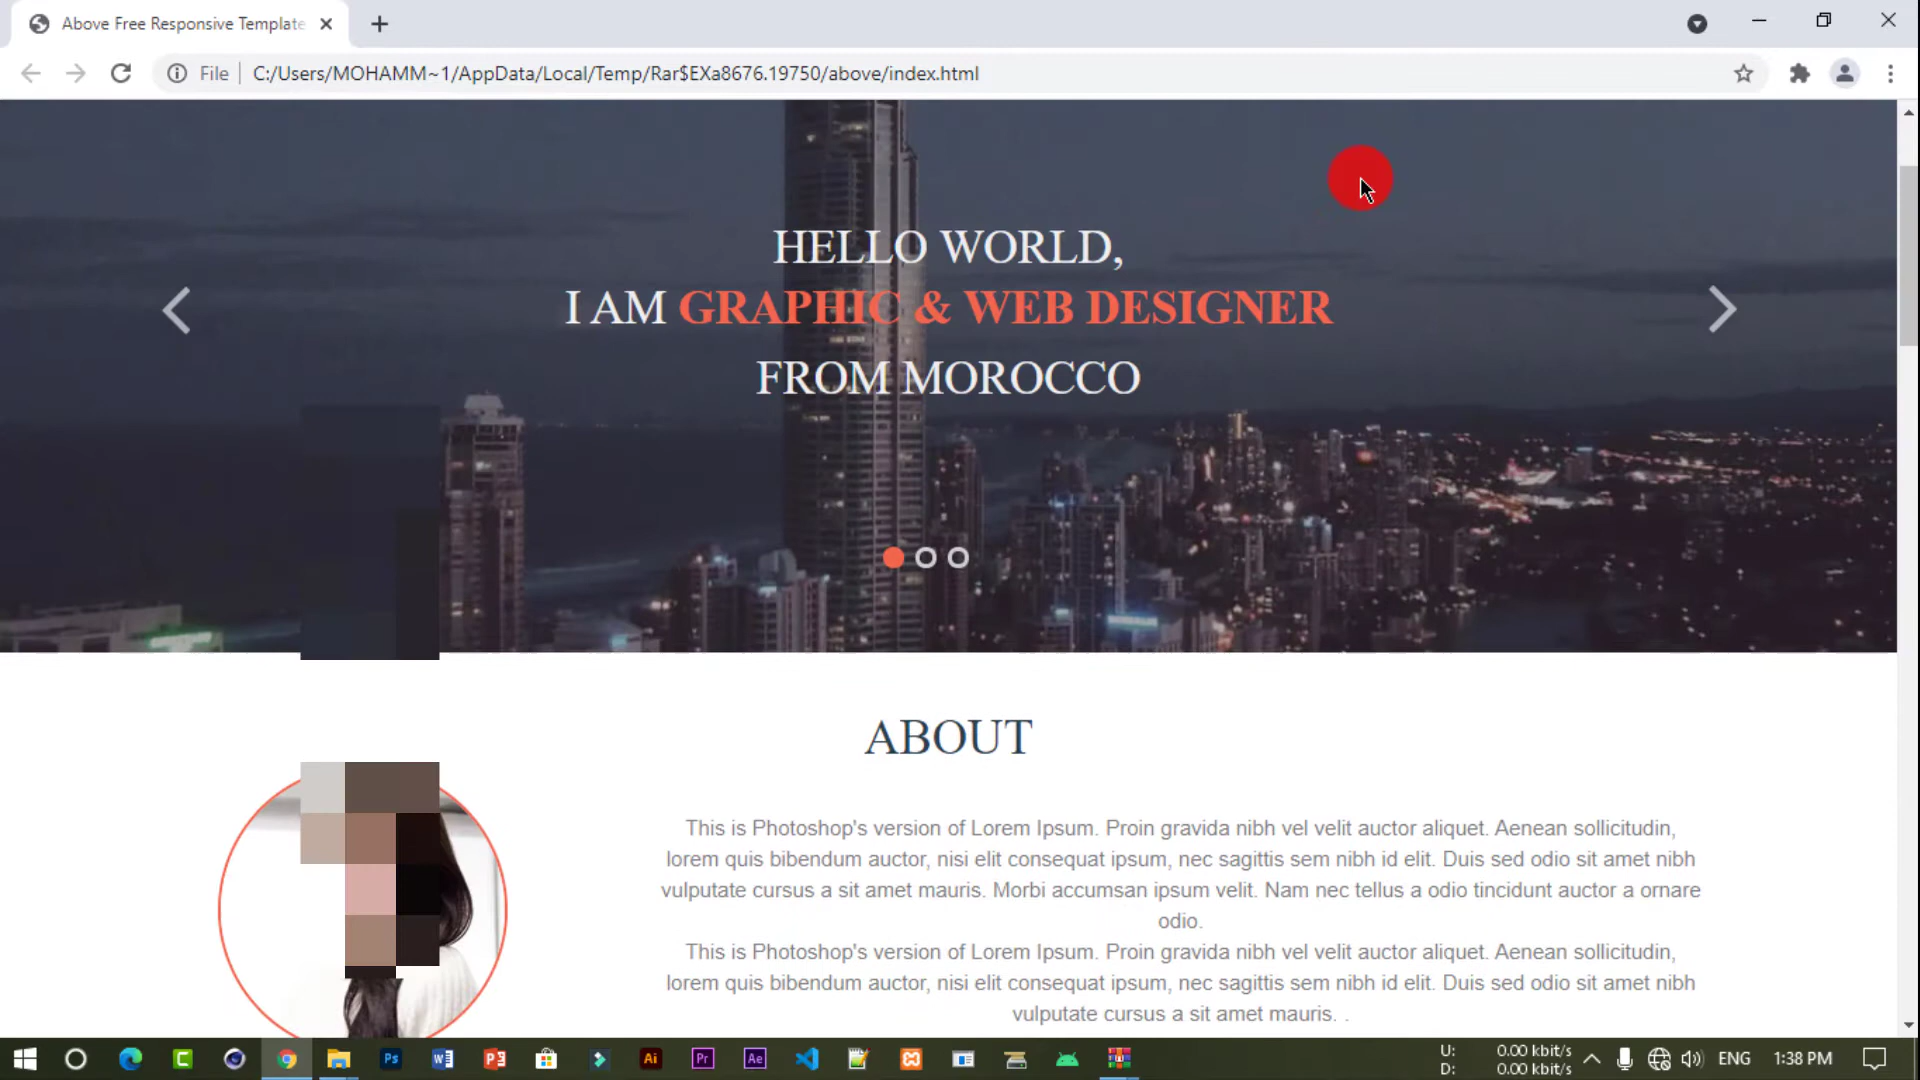 Above Free Responsive Template
File
C:/Users/MOHAMM~1/AppData/Local/Temp/Rar$EXa8676.19750/above/index.html
HELLO WORLD,
I AM GRAPHIC & WEB DESIGNER
FROM MOROCCO
ABOUT
This is Photoshop's version of Lorem Ipsum. Proin gravida nibh vel velit auctor aliquet. Aenean sollicitudin,
lorem quis bibendum auctor, nisi elit consequat ipsum, nec sagittis sem nibh id elit. Duis sed odio sit amet nibh
vulputate cursus a sit amet mauris. Morbi accumsan ipsum velit. Nam nec tellus a odio tincidunt auctor a ornare
odio.
This is Photoshop's version of Lorem Ipsum. Proin gravida nibh vel velit auctor aliquet. Aenean sollicitudin,
lorem quis bibendum auctor, nisi elit consequat ipsum, nec sagittis sem nibh id elit. Duis sed odio sit amet nibh
vulputate cursus a sit amet mauris. .
Ps
Ai
Pr
Ae
U: 0.00 kbit/s
D: 0.00 kbit/s
ENG
1:38 PM